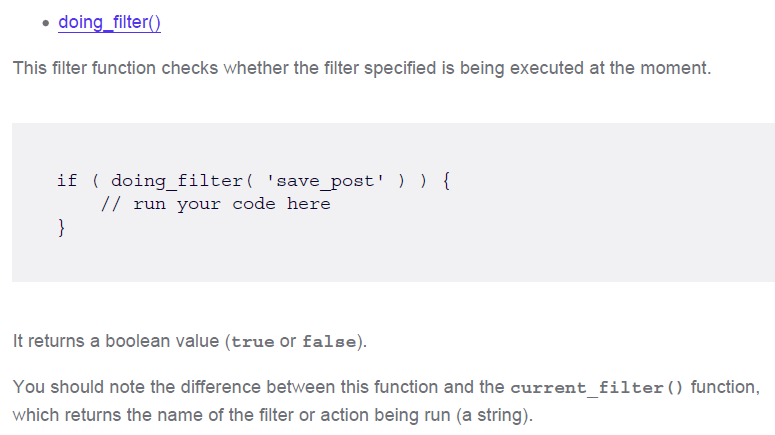 • doing_filter()
This filter function checks whether the filter specified is being executed at the moment.
if ( doing_filter( 'save_post' ) ) {
    // run your code here
}
It returns a boolean value (true or false).
You should note the difference between this function and the current_filter() function,
which returns the name of the filter or action being run (a string).